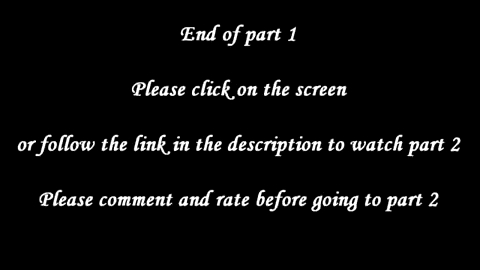 End of part 1
Please click on the screen
or follow the link in the description to watch part 2
Please comment and rate before going to part 2